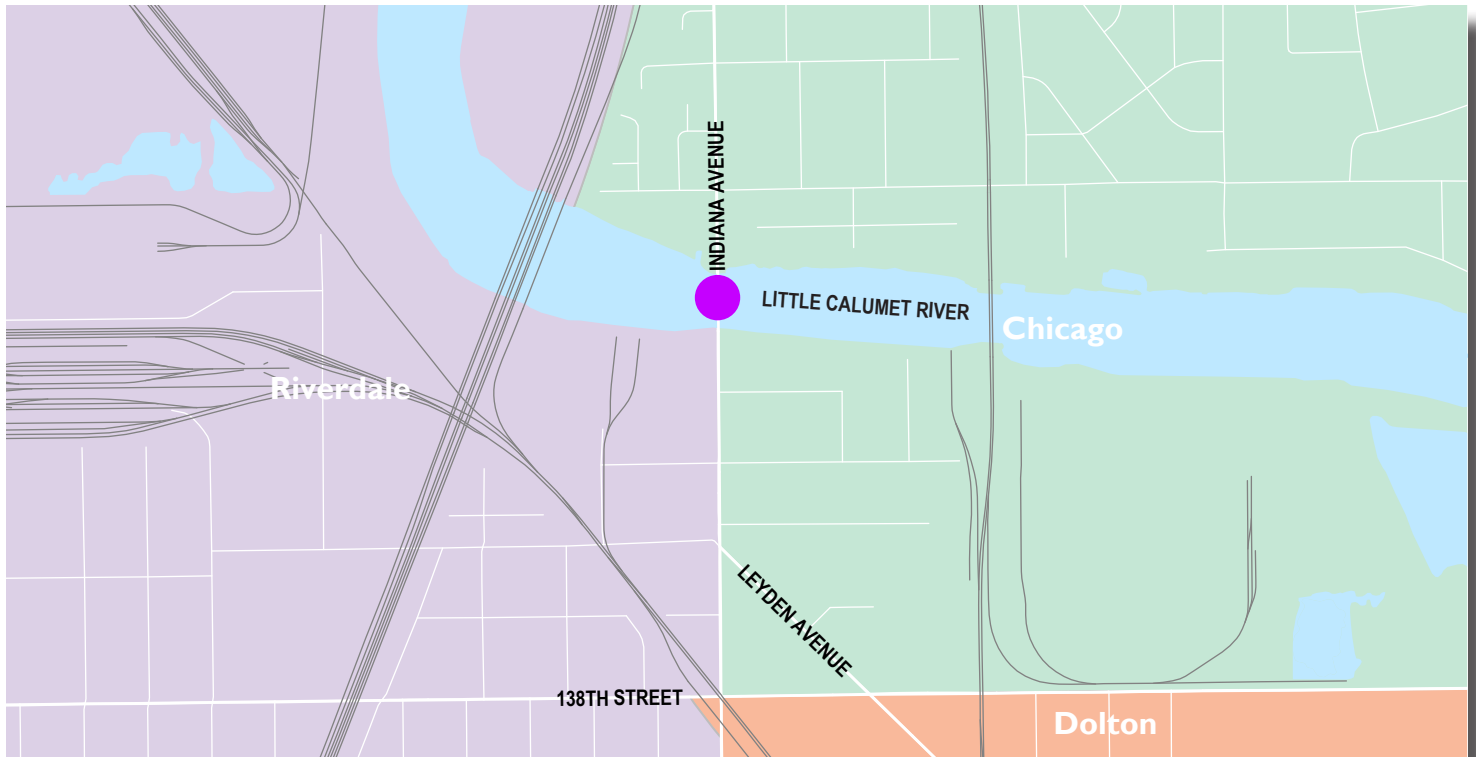 INDIANA AVENUE
LITTLE CALUMET RIVER
Chicago
Riverdale
LEYDEN AVENUE
138TH STREET
Dolton